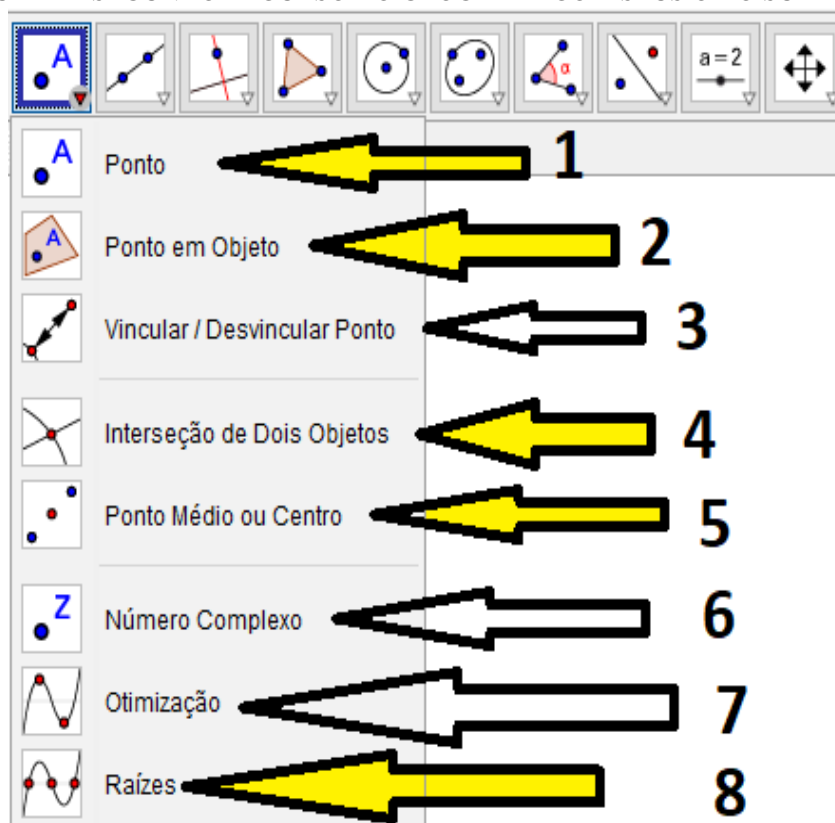 A
α
a = 2
A
Ponto
1
A
Ponto em Objeto
2
Vincular / Desvincular Ponto
3
Interseção de Dois Objetos
4
Ponto Médio ou Centro
5
Z
Número Complexo
6
Otimização
7
Raízes
8